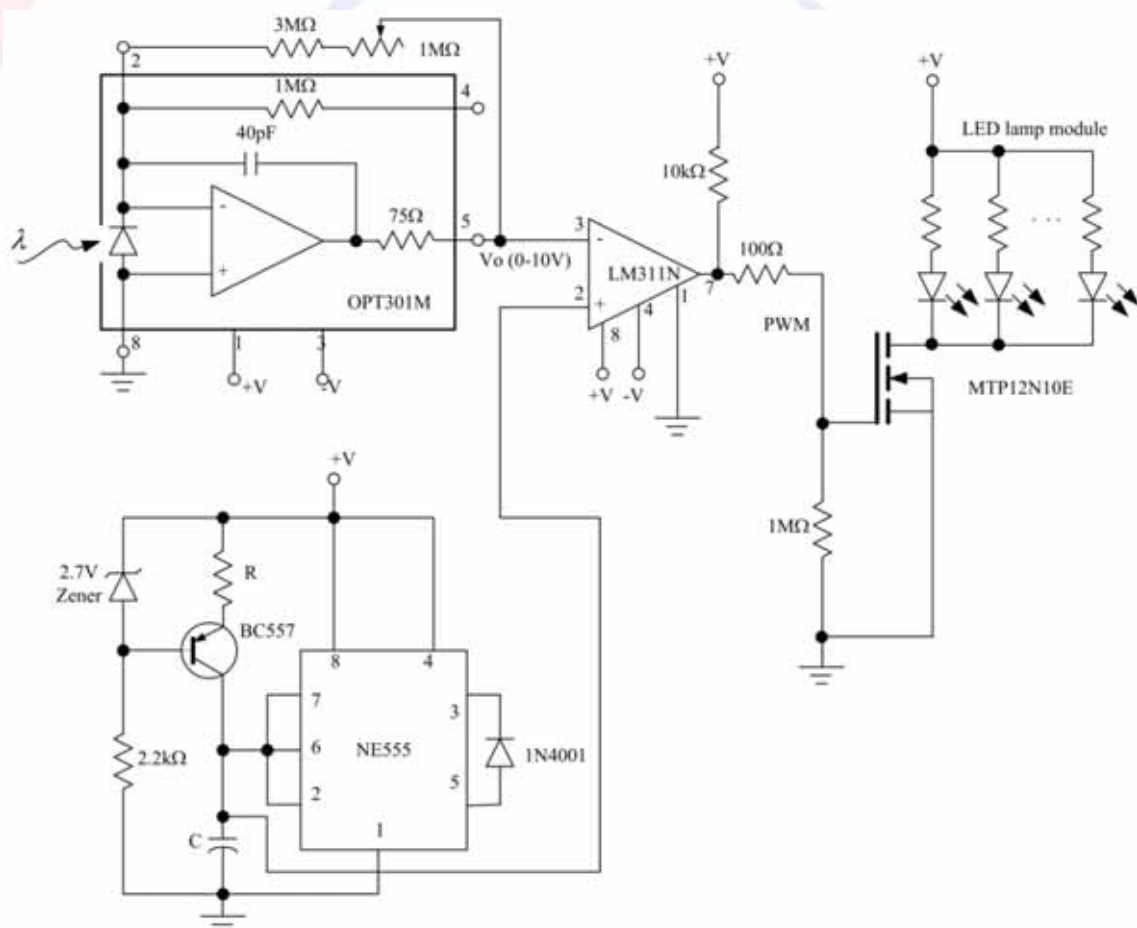 3MΩ
1MΩ
2
1MΩ
4
40pF
75Ω
5
λ
Vo (0-10V)
OPT301M
8
1
3
+V
-V
+V
10kΩ
3
2
LM311N
7
1
4
8
+V
-V
100Ω
PWM
+V
LED lamp module
. . .
MTP12N10E
1MΩ
+V
2.7V
Zener
R
BC557
8
4
7
6
2
3
5
1
NE555
1N4001
2.2kΩ
C